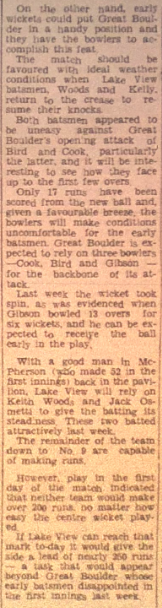 On the other hand, early
wickets could put Great Boul-
der in a handy position and
they have the bowlers to ac-
complish this feat.
The match should be
favoured with ideal weather
conditions when Lake View
batsmen, Woods and Kelly,
return to the crease to re-
sume their knocks.
Both batsmen appeared to
be uneasy against Great
Boulder's opening attack of
Bird and Cook, particularly
the latter, and it will be inte-
resting to see how they face
up to the first few overs.
Only 17 runs have been
scored from the new ball and,
given a favourable breeze, the
bowlers will make conditions
uncomfortable for the early
batsmen. Great Boulder is ex-
pected to rely on three bowlers
—Cook, Bird and Gibson —
for the backbone of its at-
tack.
Last week the wicket took
spin, as was evidenced when
Gibson bowled 13 overs for
six wickets, and he can be ex-
pected to receive the ball
early in the play.
With a good man in Mc-
Pherson (who made 52 in the
first innings) back in the pavi-
lion, Lake View will rely on
Keith Woods and Jack Os-
metti to give the batting its
steadiness. These two batted
attractively last week.
The remainder of the team
down to No. 9 are capable
of making runs.
However, play in the first
day of the match indicated
that neither team would make
over 200 runs, no matter how
easy the centre wicket play-
ed.
If Lake View can reach that
mark to-day it would give the
side a lead of nearly 250 runs
— a task that would appear
beyond Great Boulder whose
early batsmen disappointed in
the first innings last week.